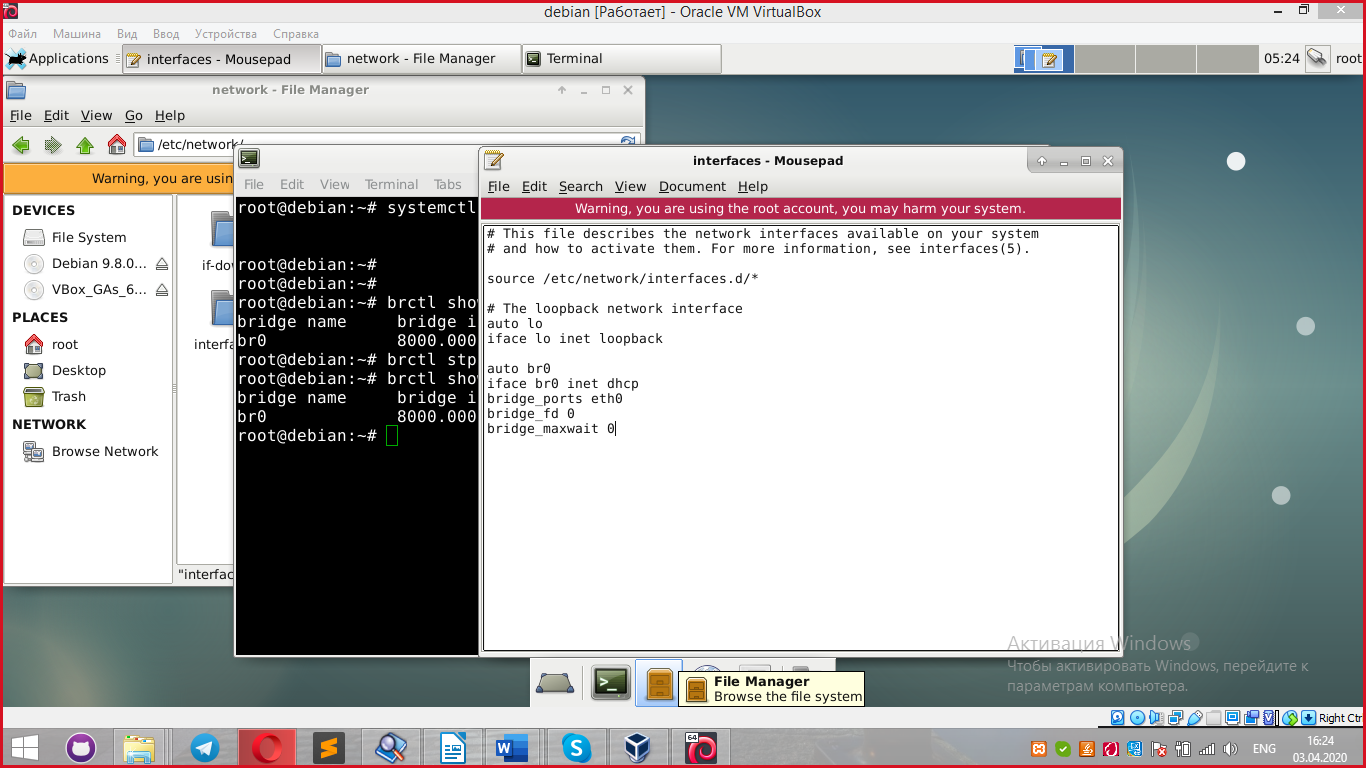 debian [Работает] - Oracle VM VirtualBox
Файл Машина Вид Ввод Устройства Справка
Applications interfaces - Mousepad network - File Manager Terminal 05:24 root
network - File Manager
File Edit View Go Help
/etc/network/
Warning, you are usin
DEVICES
File System
Debian 9.8.0...
VBox_GAs_6...
PLACES
root
Desktop
Trash
NETWORK
Browse Network
if-dow
interfa
"interfac
File Edit View Terminal Tabs
root@debian:~# systemctl
root@debian:~#
root@debian:~#
root@debian:~# brctl show
bridge name bridge i
br0 8000.000
root@debian:~# brctl stp
root@debian:~# brctl show
bridge name bridge i
br0 8000.000
root@debian:~#
interfaces - Mousepad
File Edit Search View Document Help
Warning, you are using the root account, you may harm your system.
# This file describes the network interfaces available on your system
# and how to activate them. For more information, see interfaces(5).
source /etc/network/interfaces.d/*
# The loopback network interface
auto lo
iface lo inet loopback
auto br0
iface br0 inet dhcp
bridge_ports eth0
bridge_fd 0
bridge_maxwait 0
Активация Windows
Чтобы активировать Windows, перейдите к
параметрам компьютера.
File Manager
Browse the file system
Right Ctrl
64
ENG
16:24
03.04.2020